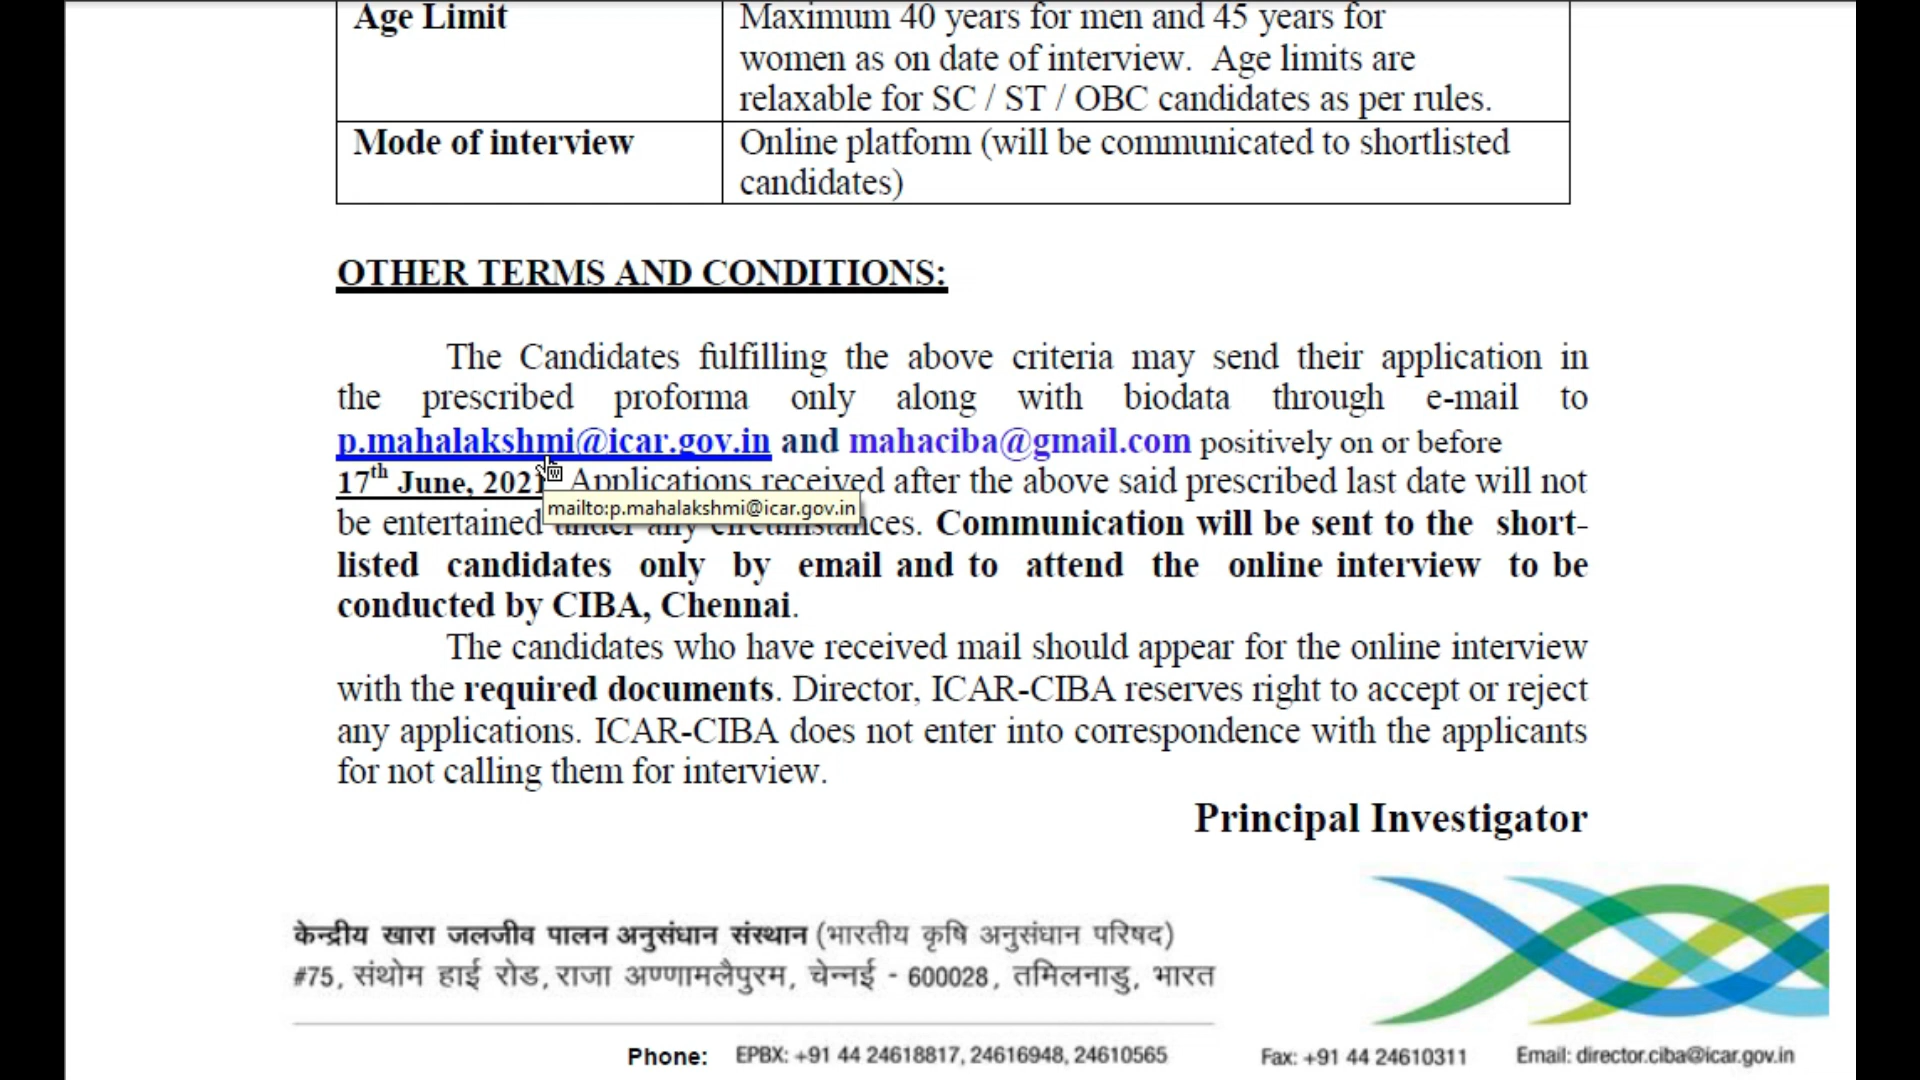 Age Limit
Maximum 40 years for men and 45 years for
women as on date of interview. Age limits are
relaxable for SC / ST / OBC candidates as per rules.
Mode of interview
Online platform (will be communicated to shortlisted
candidates)
OTHER TERMS AND CONDITIONS:
The Candidates fulfilling the above criteria may send their application in
the prescribed proforma only along with biodata through e-mail to
p.mahalakshmi@icar.gov.in and mahaciba@gmail.com positively on or before
17th June, 2021 Applications received after the above said prescribed last date will not
mailto:p.mahalakshmi@icar.gov.in
be entertained under any circumstances. Communication will be sent to the short-
listed candidates only by email and to attend the online interview to be
conducted by CIBA, Chennai.
The candidates who have received mail should appear for the online interview
with the required documents. Director, ICAR-CIBA reserves right to accept or reject
any applications. ICAR-CIBA does not enter into correspondence with the applicants
for not calling them for interview.
Principal Investigator
केन्द्रीय खारा जलजीव पालन अनुसंधान संस्थान (भारतीय कृषि अनुसंधान परिषद)
#75, संथोम हाई रोड, राजा अण्णामलैपुरम, चेन्नई - 600028, तमिलनाडु, भारत
Phone: EPBX: +91 44 24618817, 24616948, 24610565 Fax: +91 44 24610311 Email: director.ciba@icar.gov.in